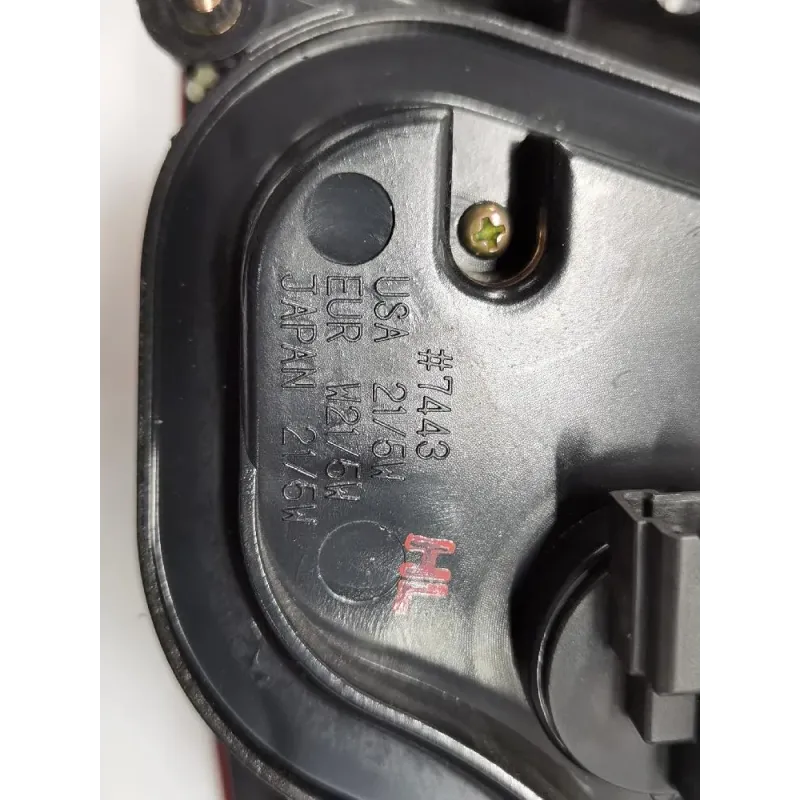 #7443
USA 21/5W
EUR W21/5W
JAPAN 21/5W
HL